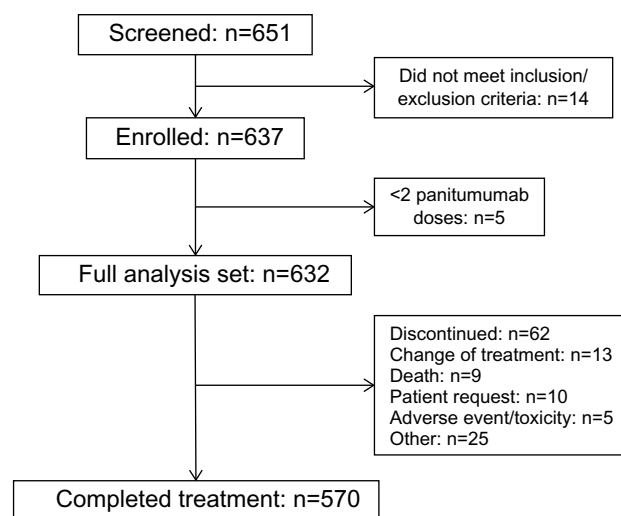 Screened: n=651
Did not meet inclusion/
exclusion criteria: n=14
Enrolled: n=637
<2 panitumumab
doses: n=5
Full analysis set: n=632
Discontinued: n=62
Change of treatment: n=13
Death: n=9
Patient request: n=10
Adverse event/toxicity: n=5
Other: n=25
Completed treatment: n=570